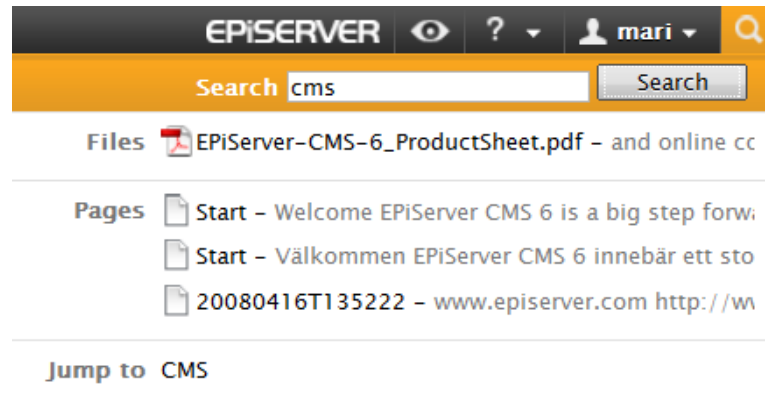 EPiSERVER ? mari
Search cms Search
Files EPiServer-CMS-6_ProductSheet.pdf – and online
Pages Start – Welcome EPiServer CMS 6 is a big step
Start – Välkommen EPiServer CMS 6 innebär ett
20080416T135222 – www.episerver.com http://
Jump to CMS